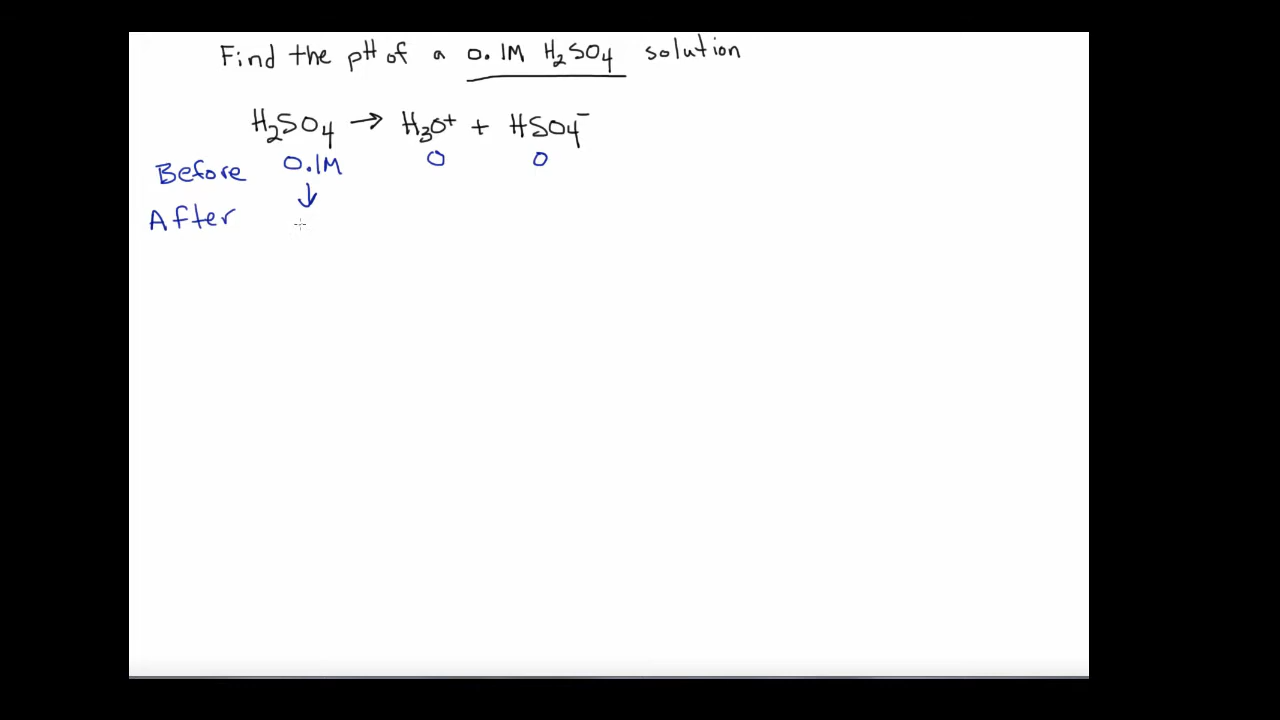 Find the pH of a 0.1M H₂SO₄ solution
H₂SO₄ → H₃O⁺ + HSO₄⁻
Before 0.1M 0 0
↓
After